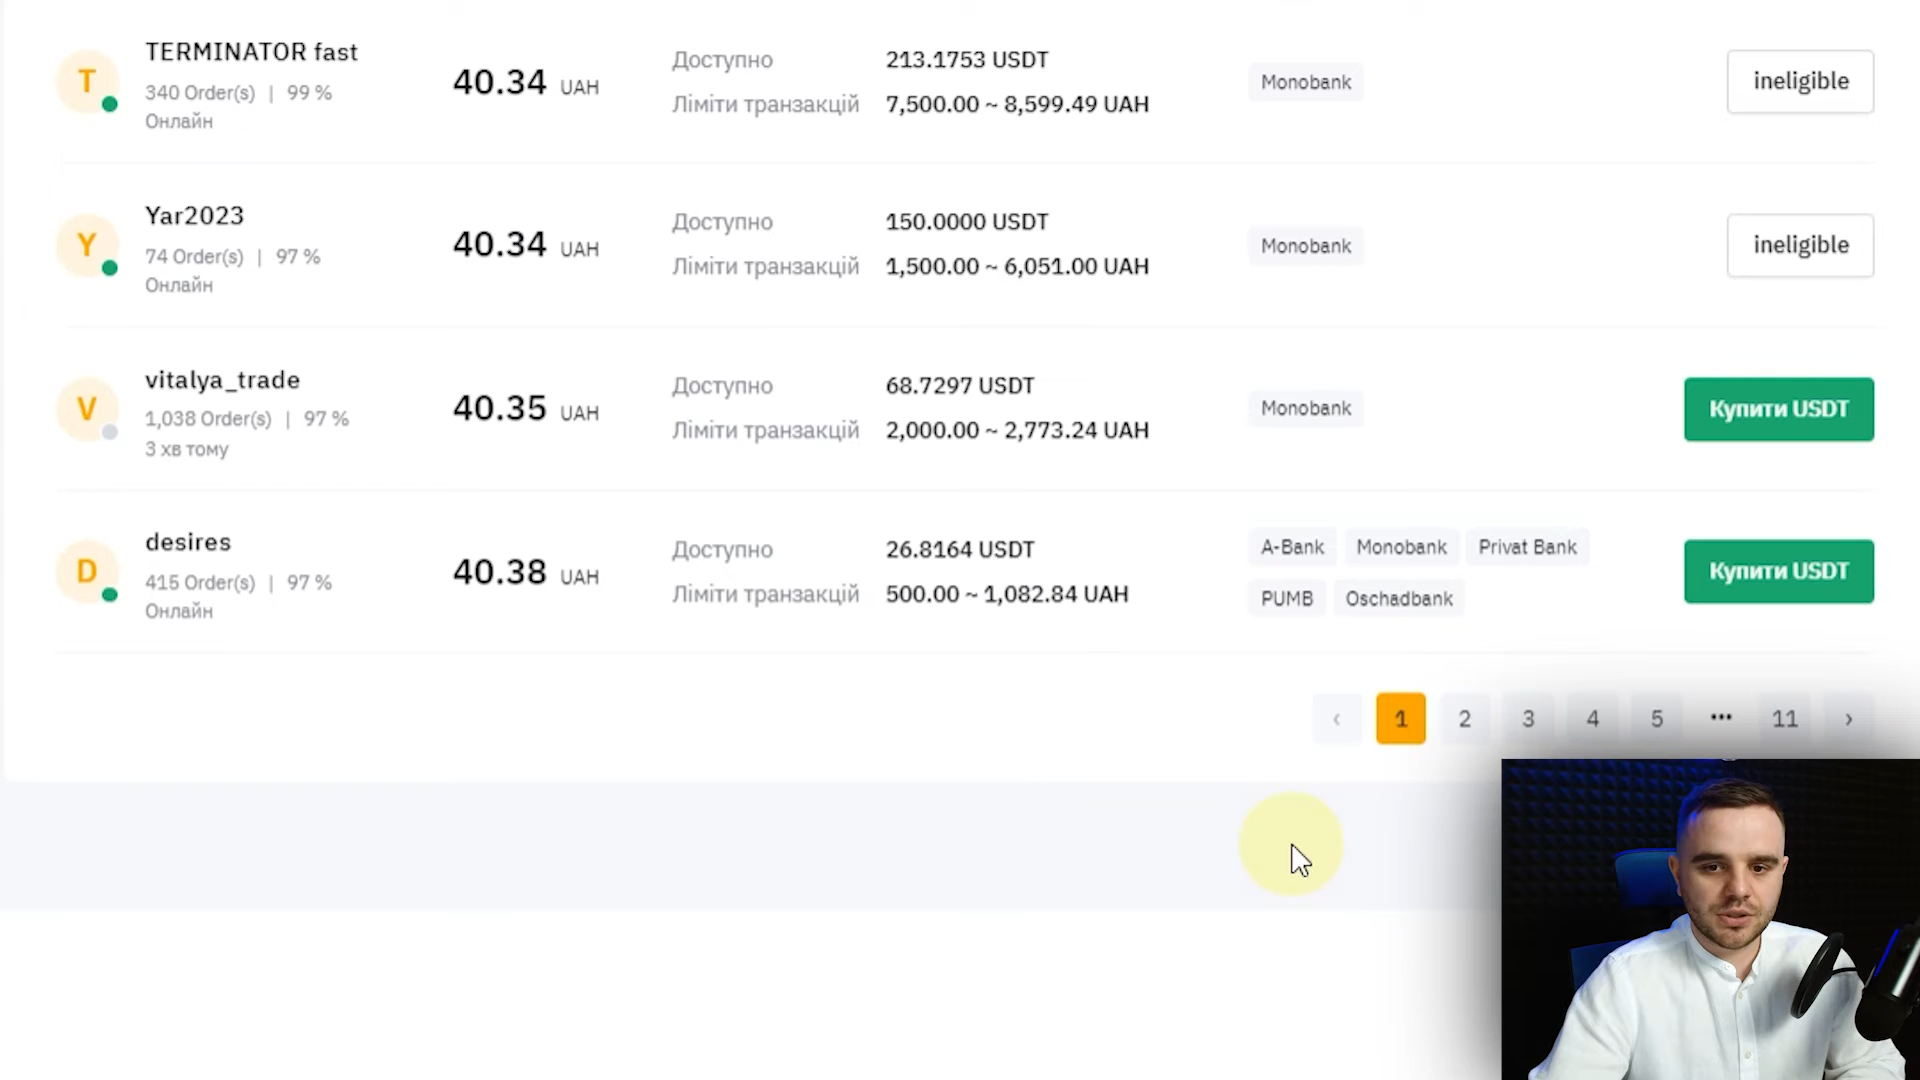 T
TERMINATOR fast
340 Order(s) | 99 %
Онлайн
40.34 UAH
Доступно 213.1753 USDT
Ліміти транзакцій 7,500.00 ~ 8,599.49 UAH
Monobank
ineligible
Y
Yar2023
74 Order(s) | 97 %
Онлайн
40.34 UAH
Доступно 150.0000 USDT
Ліміти транзакцій 1,500.00 ~ 6,051.00 UAH
Monobank
ineligible
V
vitalya_trade
1,038 Order(s) | 97 %
3 хв тому
40.35 UAH
Доступно 68.7297 USDT
Ліміти транзакцій 2,000.00 ~ 2,773.24 UAH
Monobank
Купити USDT
D
desires
415 Order(s) | 97 %
Онлайн
40.38 UAH
Доступно 26.8164 USDT
Ліміти транзакцій 500.00 ~ 1,082.84 UAH
A-Bank Monobank Privat Bank
PUMB Oschadbank
Купити USDT
‹ 1 2 3 4 5 ··· 11 ›